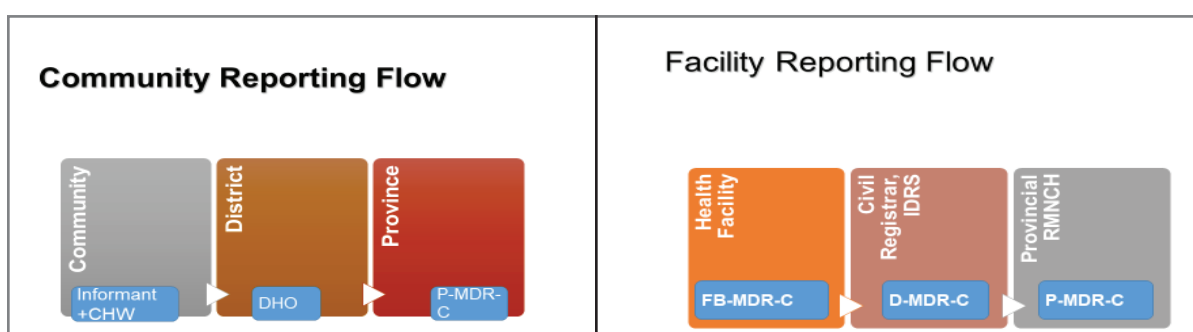 Community Reporting Flow
Community
Informant
+CHW
District
DHO
Province
P-MDR-
C
Facility Reporting Flow
Health
Facility
FB-MDR-C
Civil
Registrar,
IDRS
D-MDR-C
Provincial
RMNCH
P-MDR-C